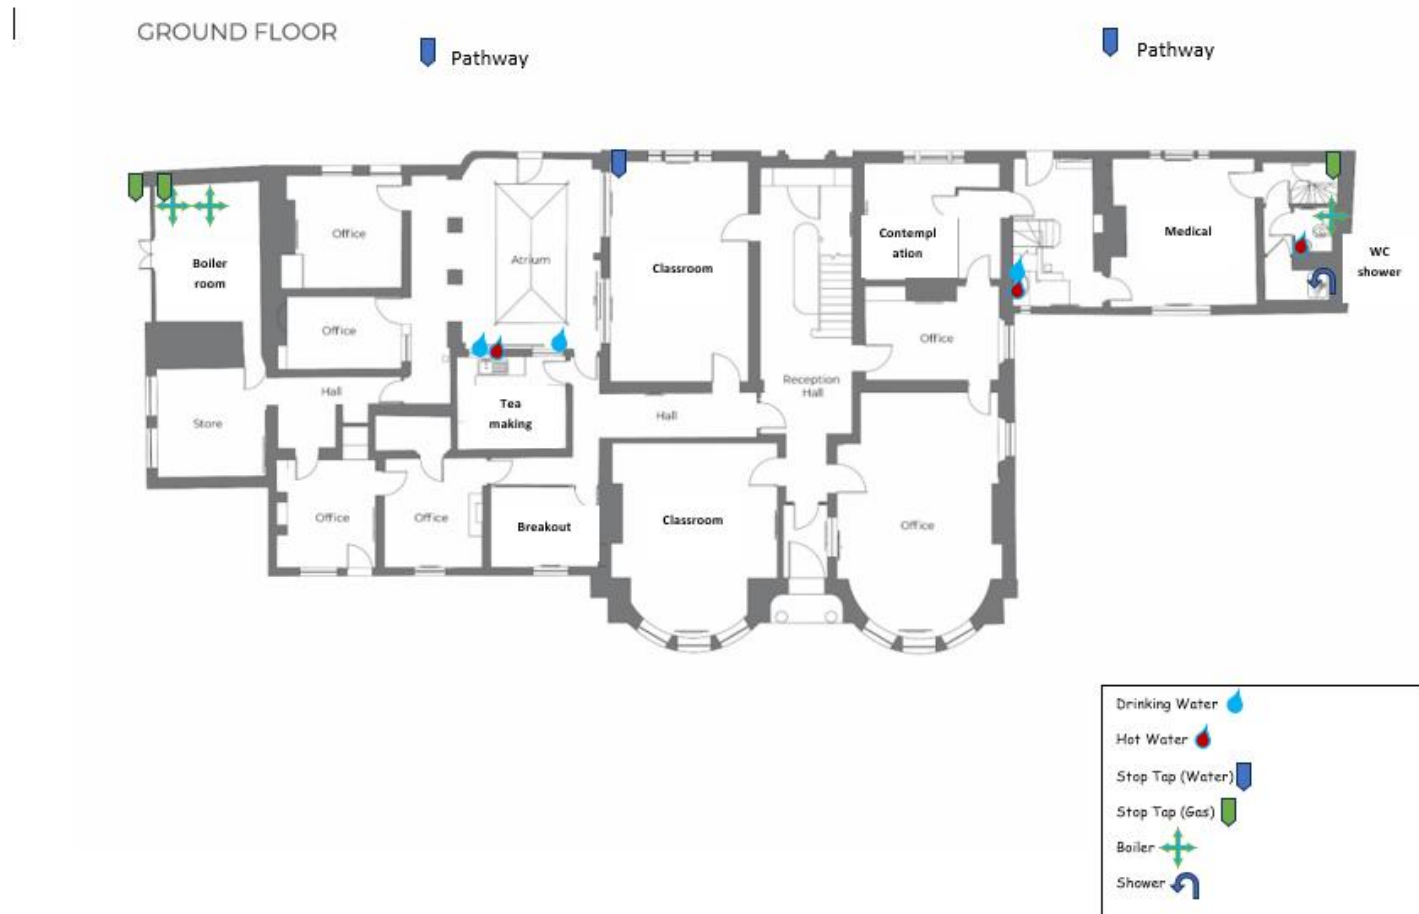 GROUND FLOOR
Pathway
Pathway
Office
Boiler
room
Atrium
Classroom
Contempl
ation
Medical
WC
shower
Office
Office
Hall
Store
Tea
making
Reception
Hall
Hall
Office
Office
Breakout
Classroom
Office
Drinking Water
Hot Water
Stop Tap (Water)
Stop Tap (Gas)
Boiler
Shower